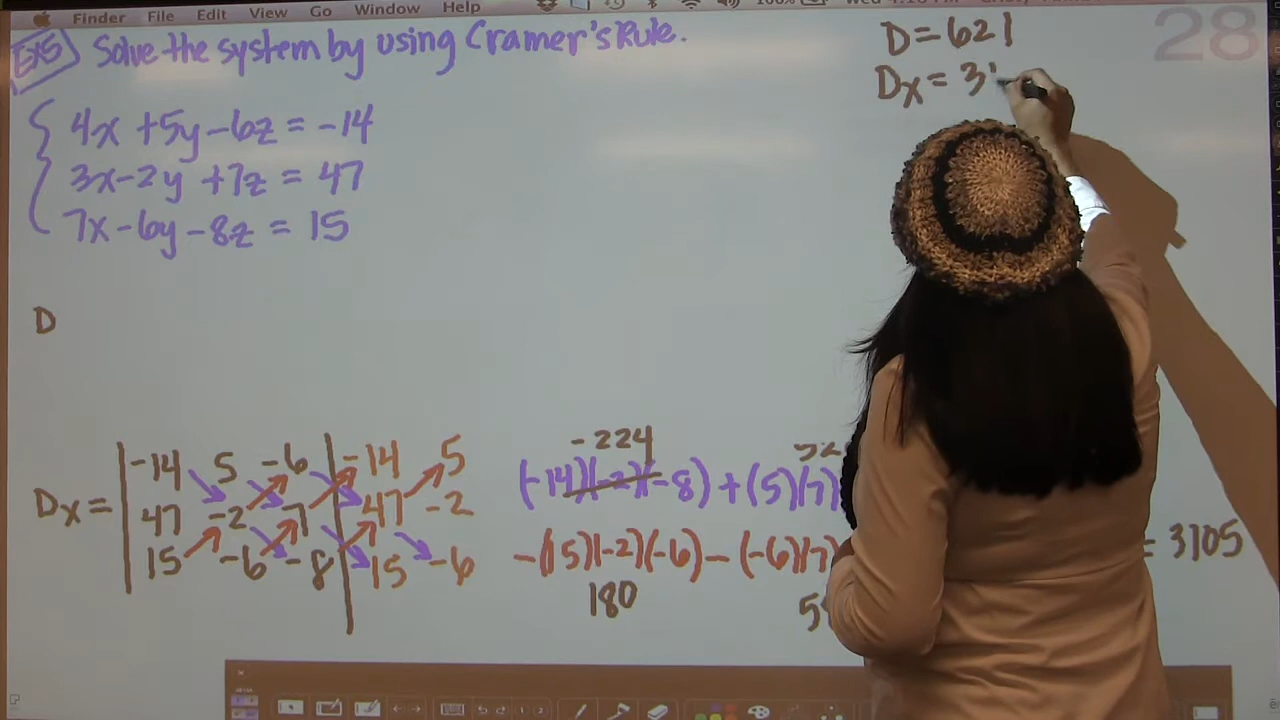 Finder File Edit View Go Window Help
28
Ex5 Solve the system by using Cramer's Rule.
D = 621
Dx = 31
4x + 5y - 6z = -14
3x - 2y + 7z = 47
7x - 6y - 8z = 15
D
Dx =
-14 5 -6 -14 5
47 -2 7 47 -2
15 -6 -8 15 -6
-224
(-14)(-2)(-8) + (5)(7)
-(15)(-2)(-6) - (-6)(7) = 3105
180